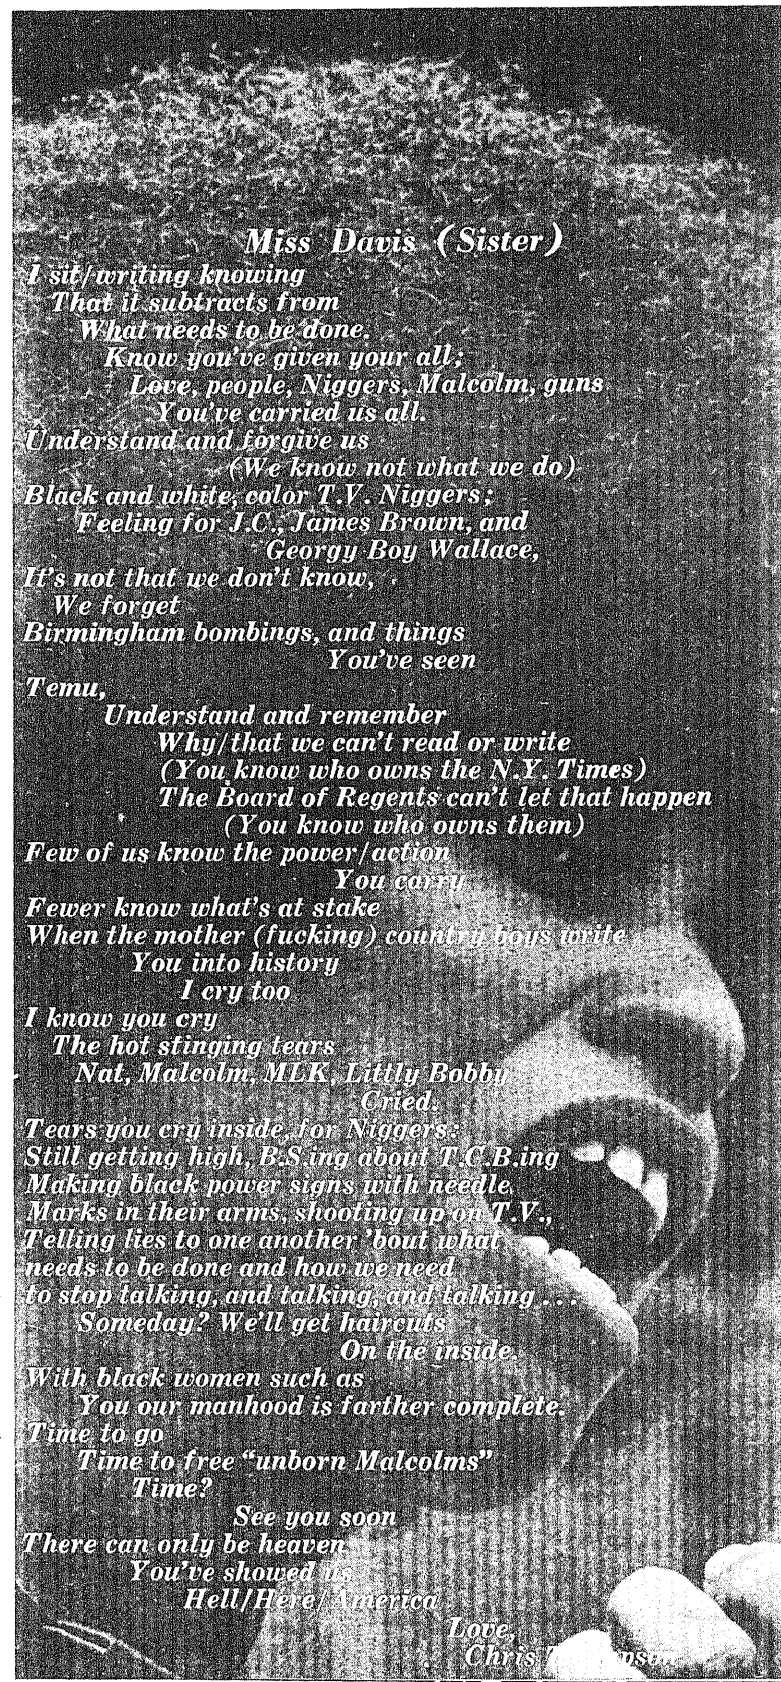 Miss Davis (Sister)
I sit/writing knowing
That it subtracts from
What needs to be done.
Know you've given your all;
Love, people, Niggers, Malcolm, guns
You've carried us all.
Understand and forgive us
(We know not what we do)
Black and white, color T.V. Niggers;
Feeling for J.C., James Brown, and
Georgy Boy Wallace,
It's not that we don't know,
We forget
Birmingham bombings, and things
You've seen
Temu,
Understand and remember
Why/that we can't read or write
(You know who owns the N.Y. Times)
The Board of Regents can't let that happen
(You know who owns them)
Few of us know the power/action
You carry
Fewer know what's at stake
When the mother (fucking) country boys write
You into history
I cry too
I know you cry
The hot stinging tears
Nat, Malcolm, MLK, Littly Bobby
Cried.
Tears you cry inside, for Niggers:
Still getting high, B.S.ing about T.C.B.ing
Making black power signs with needle
Marks in their arms, shooting up on T.V.,
Telling lies to one another 'bout what
needs to be done and how we need
to stop talking, and talking, and talking . . .
Someday? We'll get haircuts
On the inside.
With black women such as
You our manhood is farther complete.
Time to go
Time to free "unborn Malcolms"
Time?
See you soon
There can only be heaven
You've showed us
Hell/Here/America
Love,
Chris